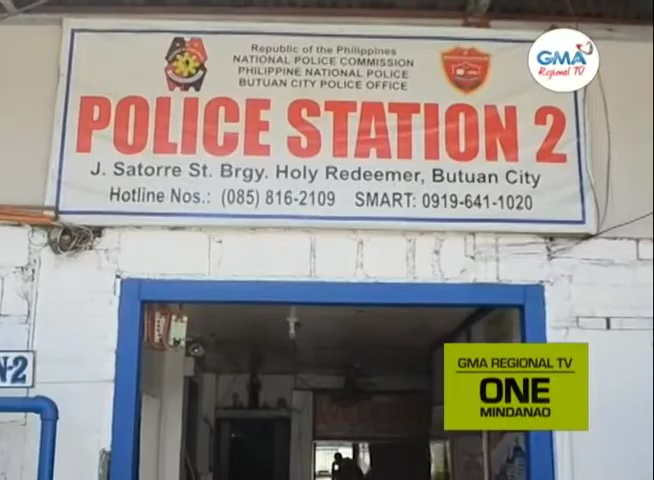 Republic of the Philippines
NATIONAL POLICE COMMISSION
PHILIPPINE NATIONAL POLICE
BUTUAN CITY POLICE OFFICE
GMA
Regional TV
POLICE STATION 2
J. Satorre St. Brgy. Holy Redeemer, Butuan City
Hotline Nos.: (085) 816-2109 SMART: 0919-641-1020
N-2
GMA REGIONAL TV
ONE
MINDANAO